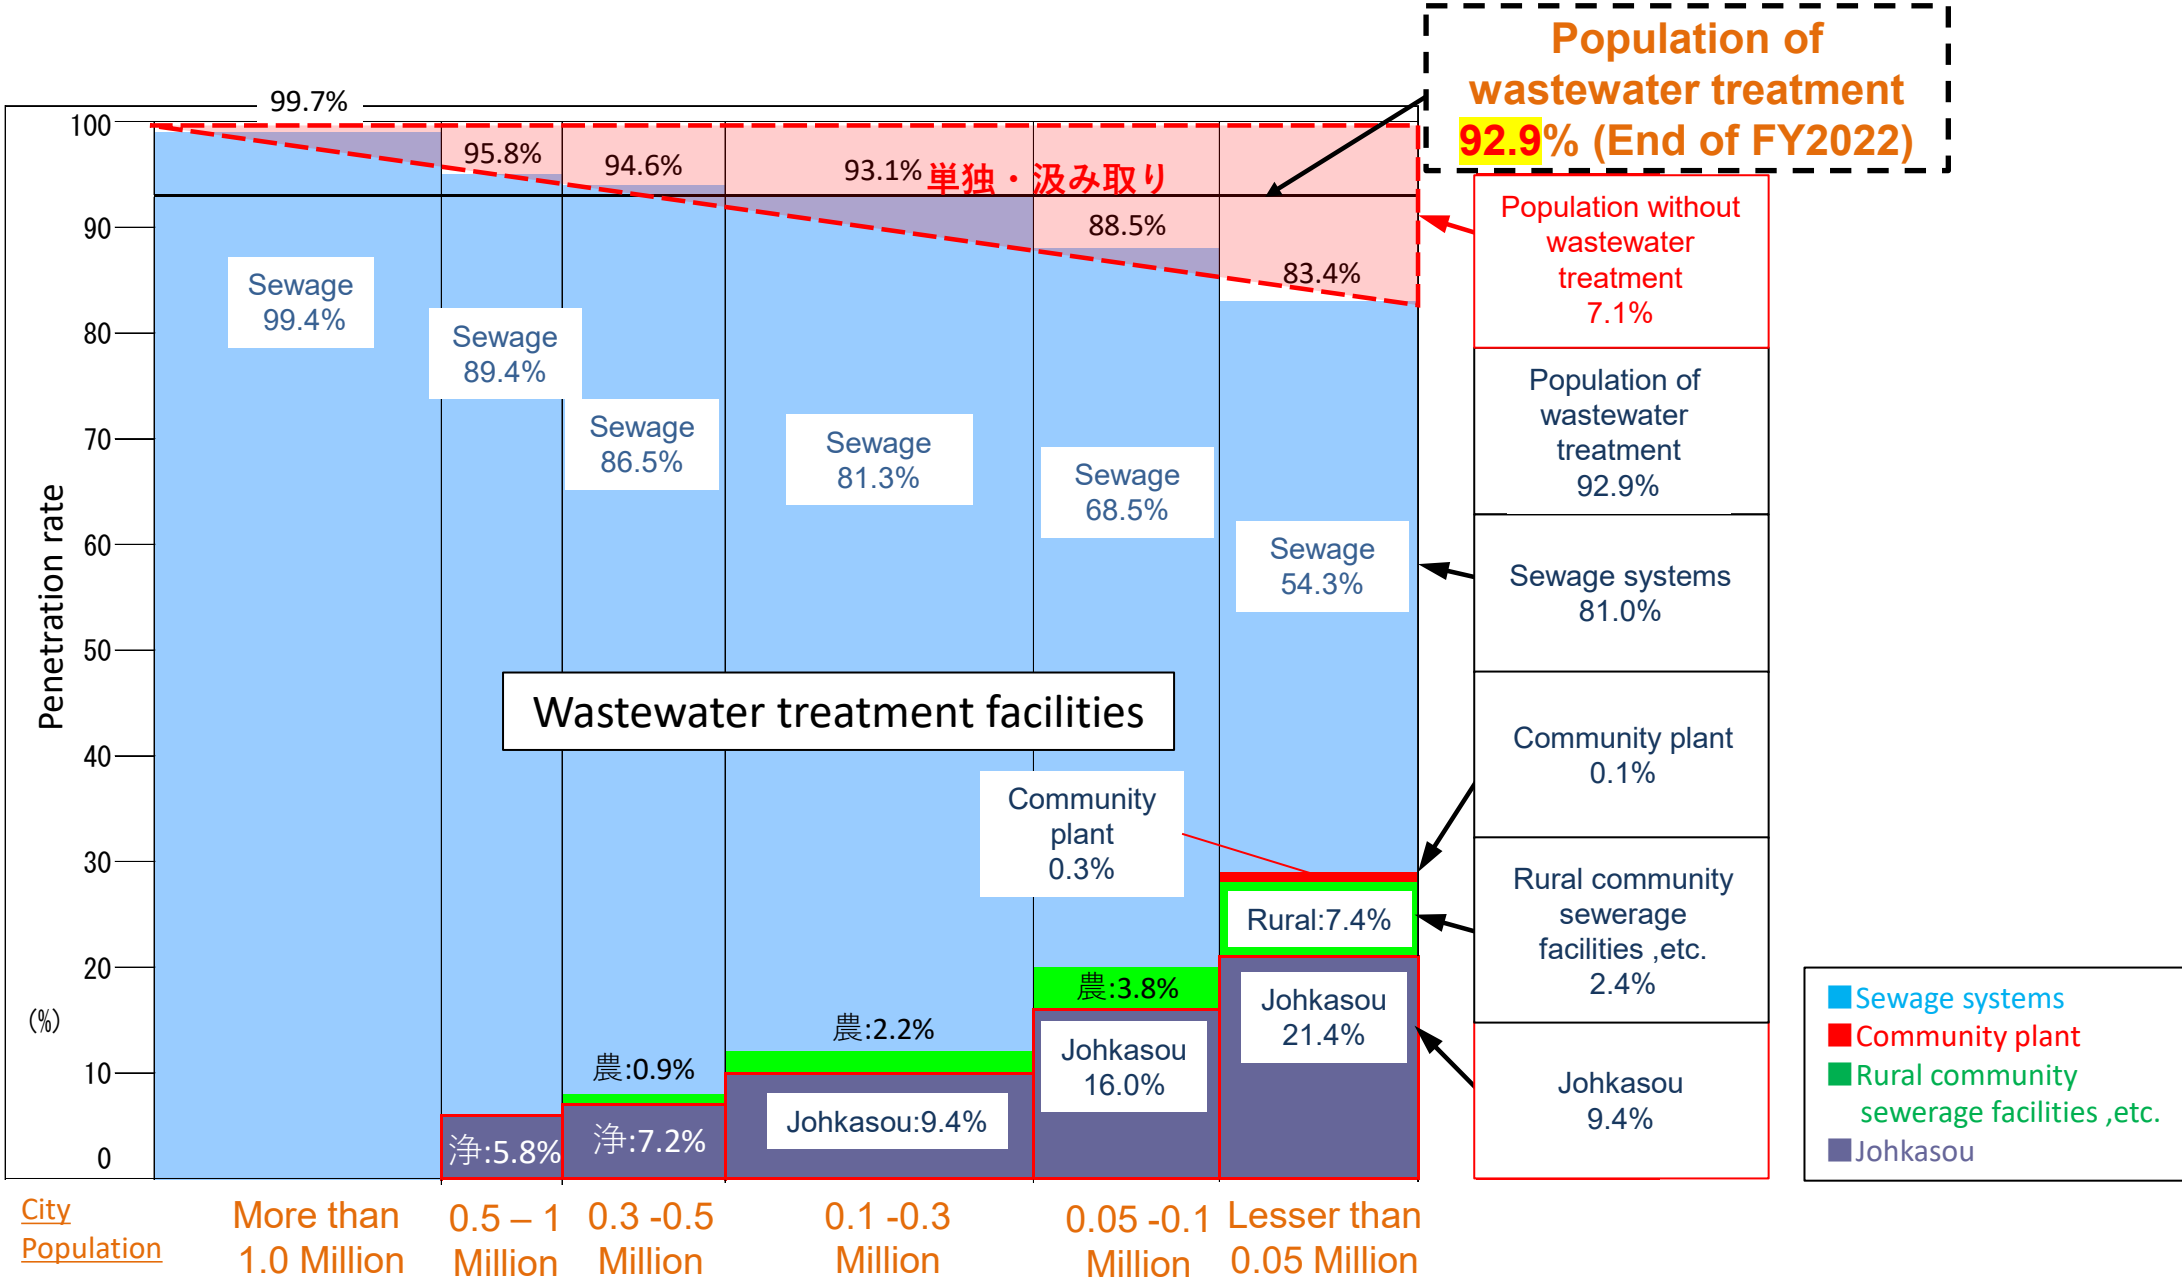 Population of
wastewater treatment
92.9% (End of FY2022)
99.7%
95.8%
94.6%
93.1%
単独・汲み取り
88.5%
83.4%
100
90
80
70
60
50
40
30
20
10
0
Penetration rate
(%)
Sewage
99.4%
Sewage
89.4%
Sewage
86.5%
Sewage
81.3%
Sewage
68.5%
Sewage
54.3%
Wastewater treatment facilities
Community
plant
0.3%
Rural:7.4%
農:3.8%
農:2.2%
農:0.9%
浄:5.8%
浄:7.2%
Johkasou:9.4%
Johkasou
16.0%
Johkasou
21.4%
Population without
wastewater
treatment
7.1%
Population of
wastewater
treatment
92.9%
Sewage systems
81.0%
Community plant
0.1%
Rural community
sewerage
facilities ,etc.
2.4%
Johkasou
9.4%
Sewage systems
Community plant
Rural community
sewerage facilities ,etc.
Johkasou
City
Population
More than
1.0 Million
0.5 – 1
Million
0.3 -0.5
Million
0.1 -0.3
Million
0.05 -0.1
Million
Lesser than
0.05 Million